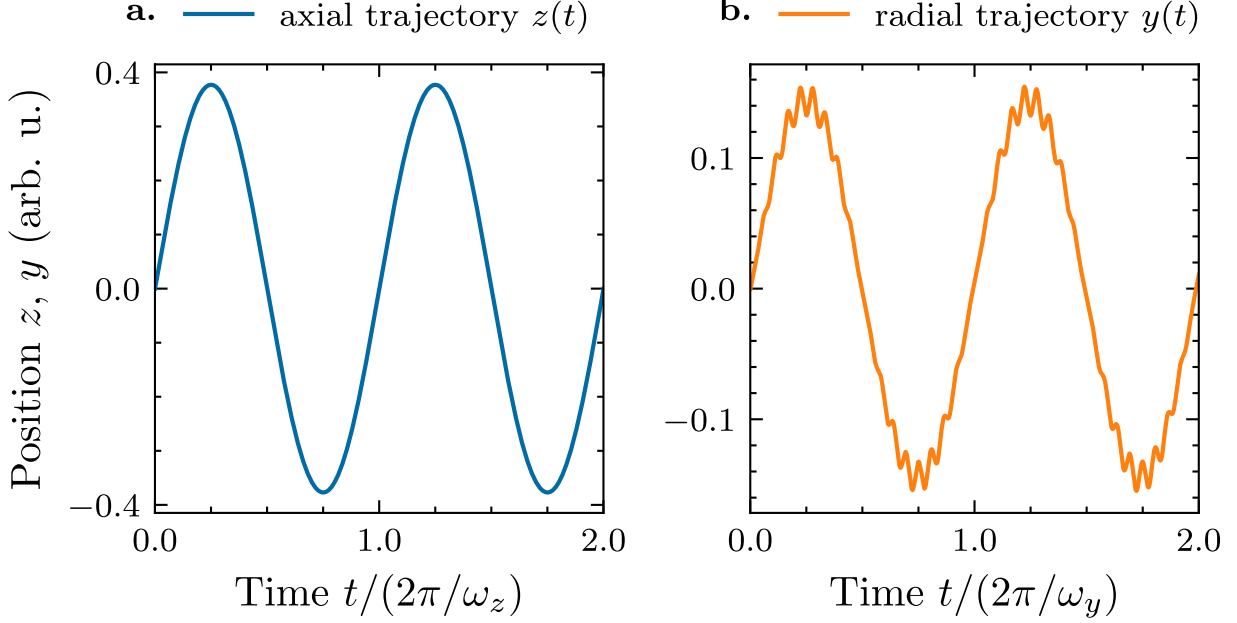 a. axial trajectory z(t)
b. radial trajectory y(t)
Position z, y (arb. u.)
0.4
0.0
−0.4
0.0 1.0 2.0
Time t/(2π/ω_z)
0.1
0.0
−0.1
0.0 1.0 2.0
Time t/(2π/ω_y)